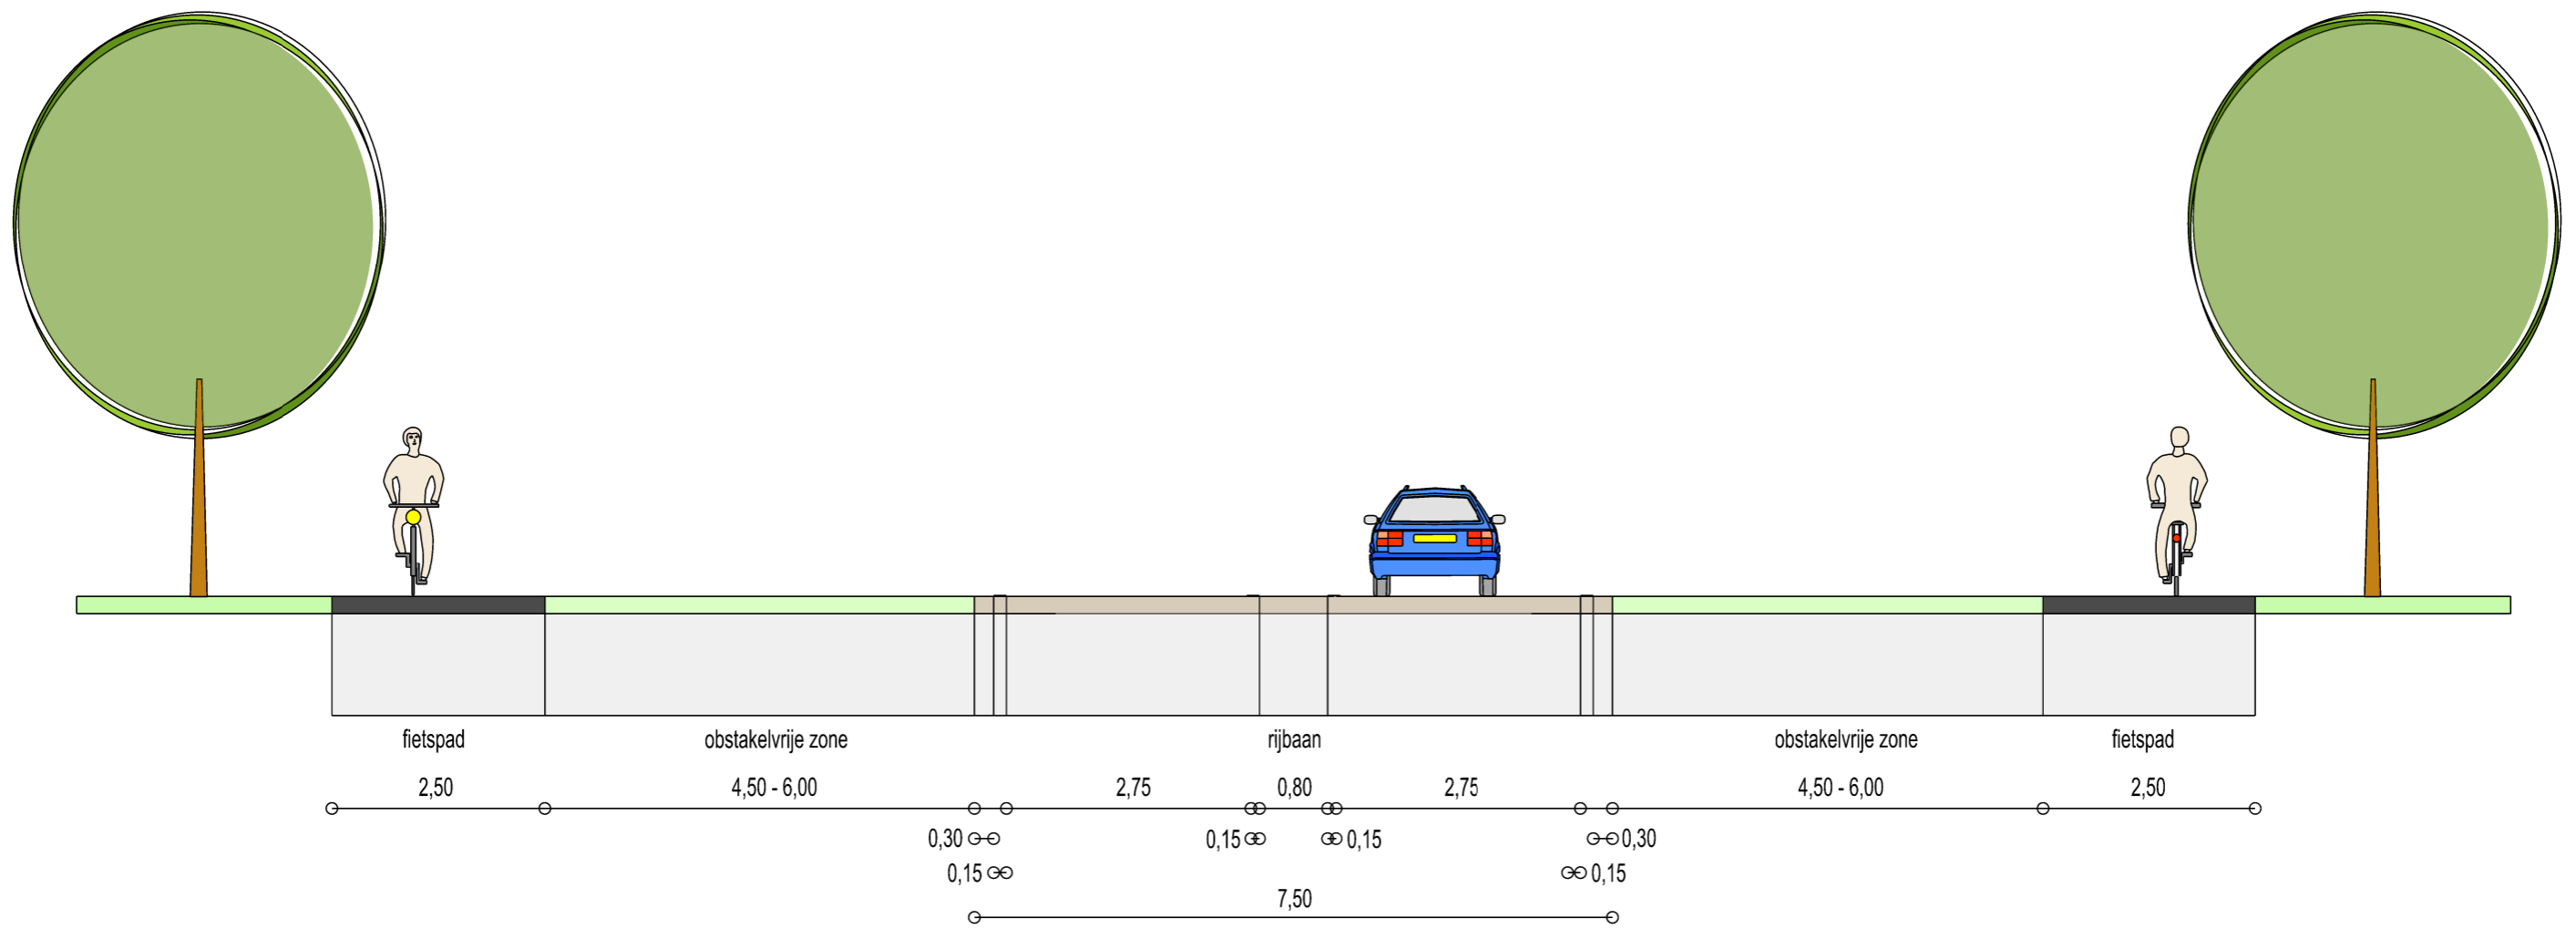 fietspad obstakelvrije zone rijbaan obstakelvrije zone fietspad
2,50 4,50 - 6,00 2,75 0,80 2,75 4,50 - 6,00 2,50
0,30 0,15 0,15 0,30
0,15 0,15
7,50